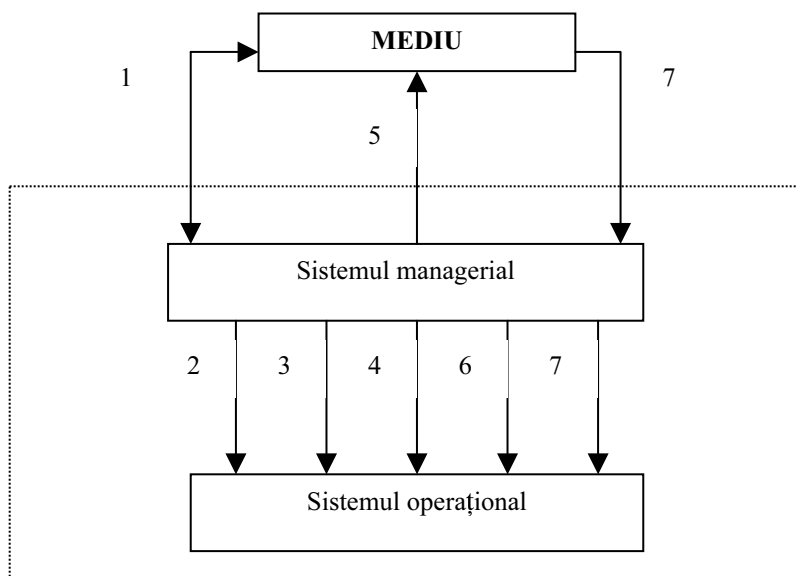 MEDIU
1
7
5
Sistemul managerial
2 3 4 6 7
Sistemul operațional